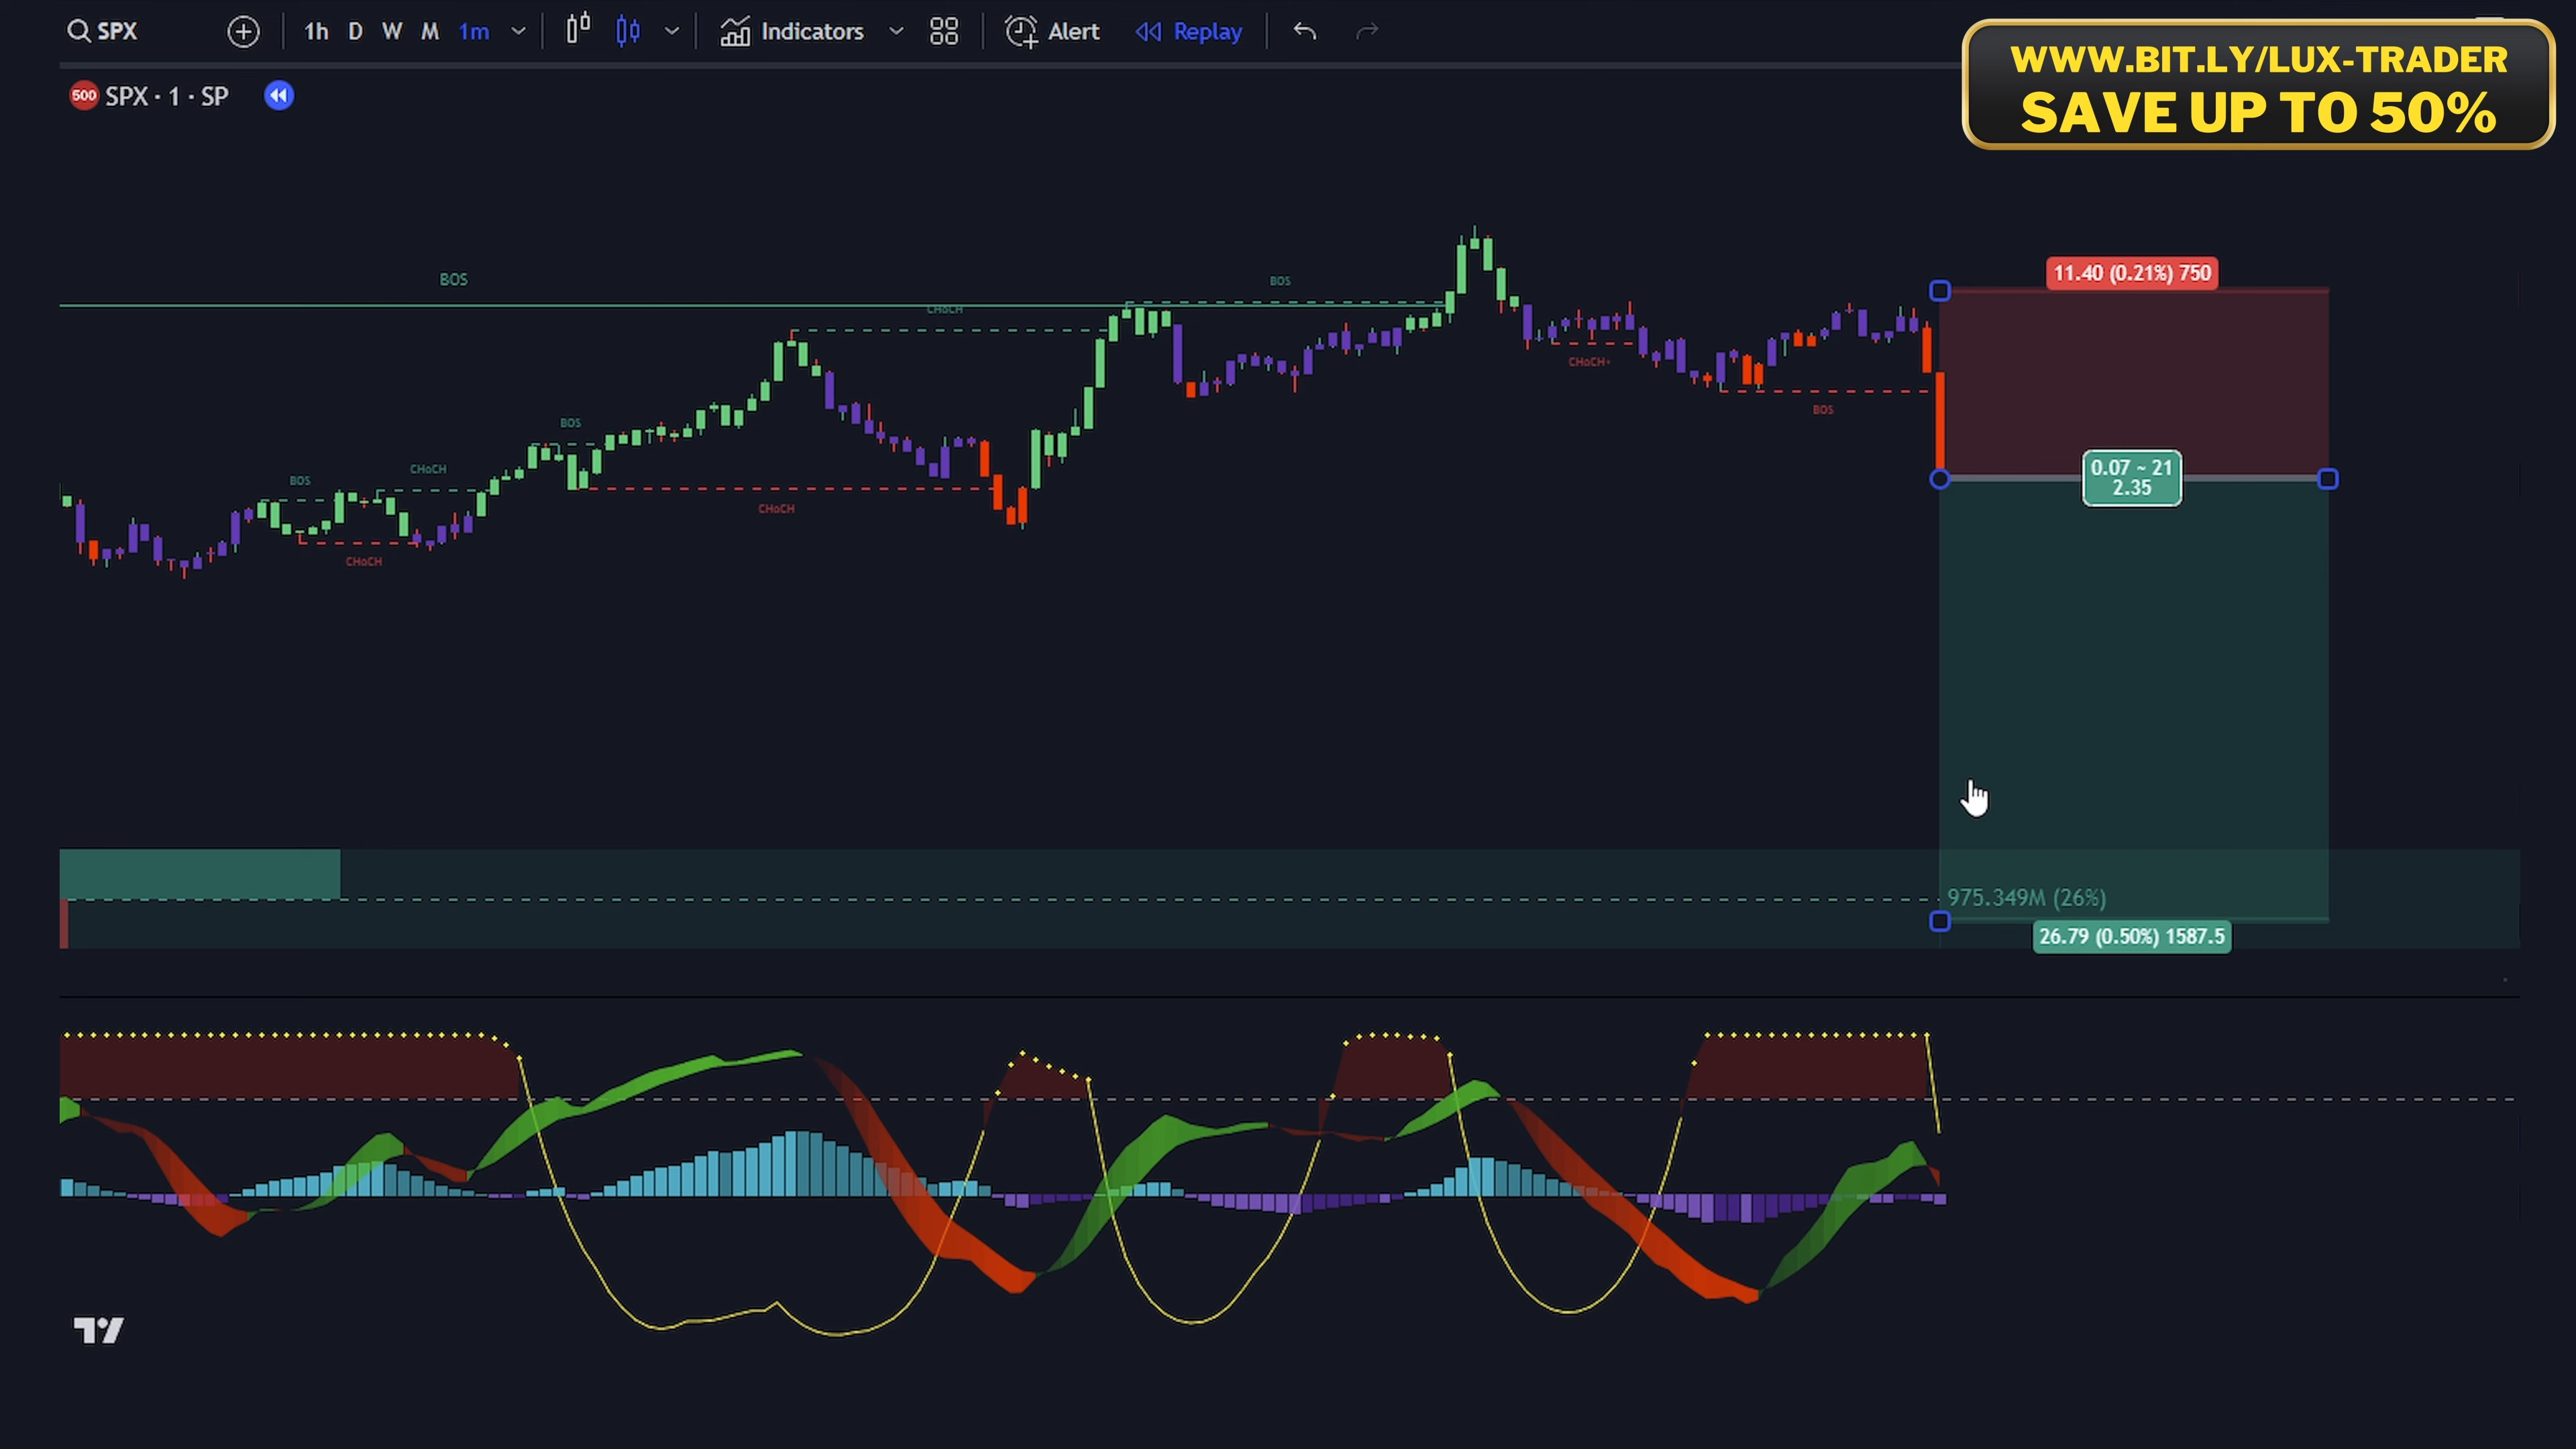 SPX
1h D W M 1m
Indicators
Alert
Replay
WWW.BIT.LY/LUX-TRADER
SAVE UP TO 50%
500 SPX · 1 · SP
BOS
BOS
CHoCH
11.40 (0.21%) 750
CHoCH+
BOS
BOS
CHoCH
BOS
0.07 ~ 21
2.35
CHoCH
CHoCH
975.349M (26%)
26.79 (0.50%) 1587.5